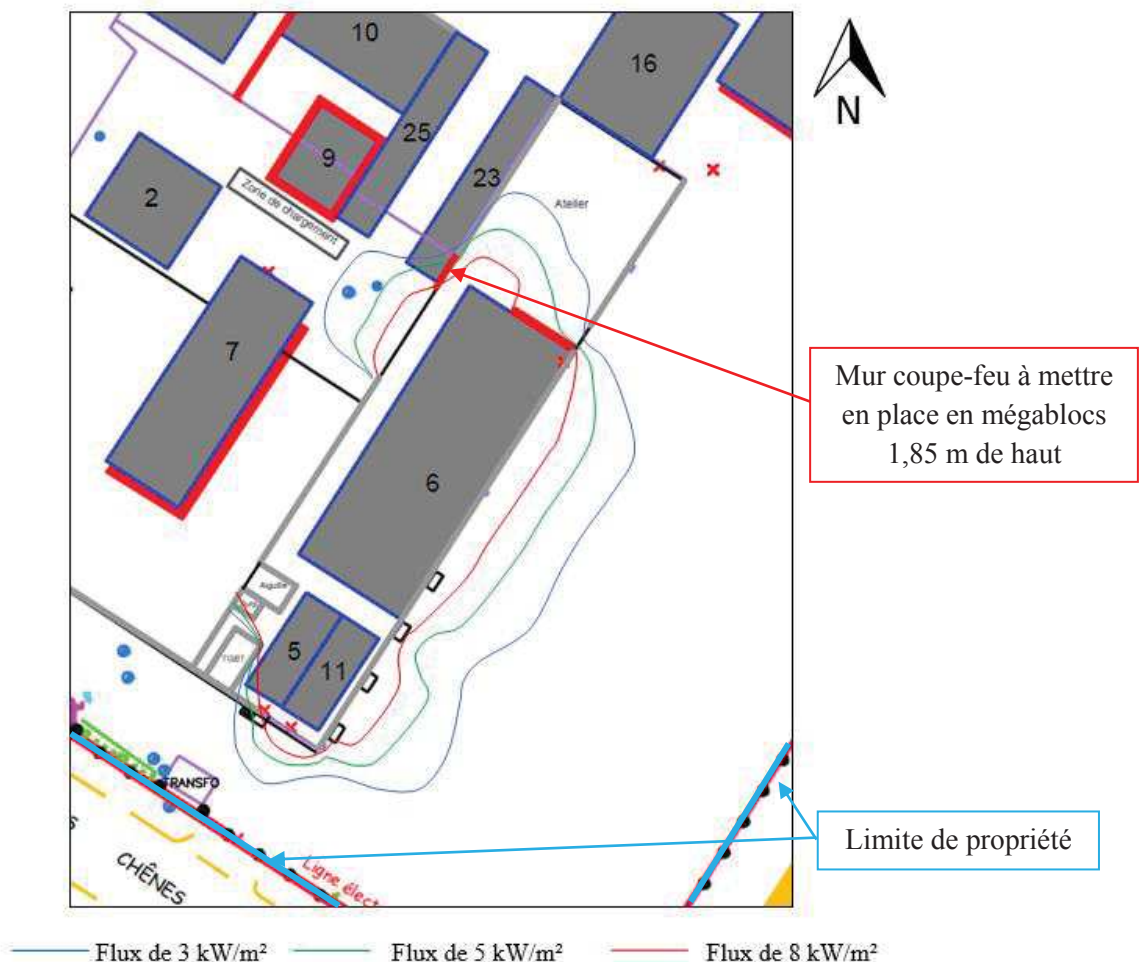 10
16
N
25
9
23
2
Zone de chargement
Atelier
7
Mur coupe-feu à mettre
en place en mégablocs
1,85 m de haut
6
Aiguille
5
11
TGBT
TRANSFO
Limite de propriété
CHÊNES
Ligne élect
Flux de 3 kW/m² Flux de 5 kW/m² Flux de 8 kW/m²